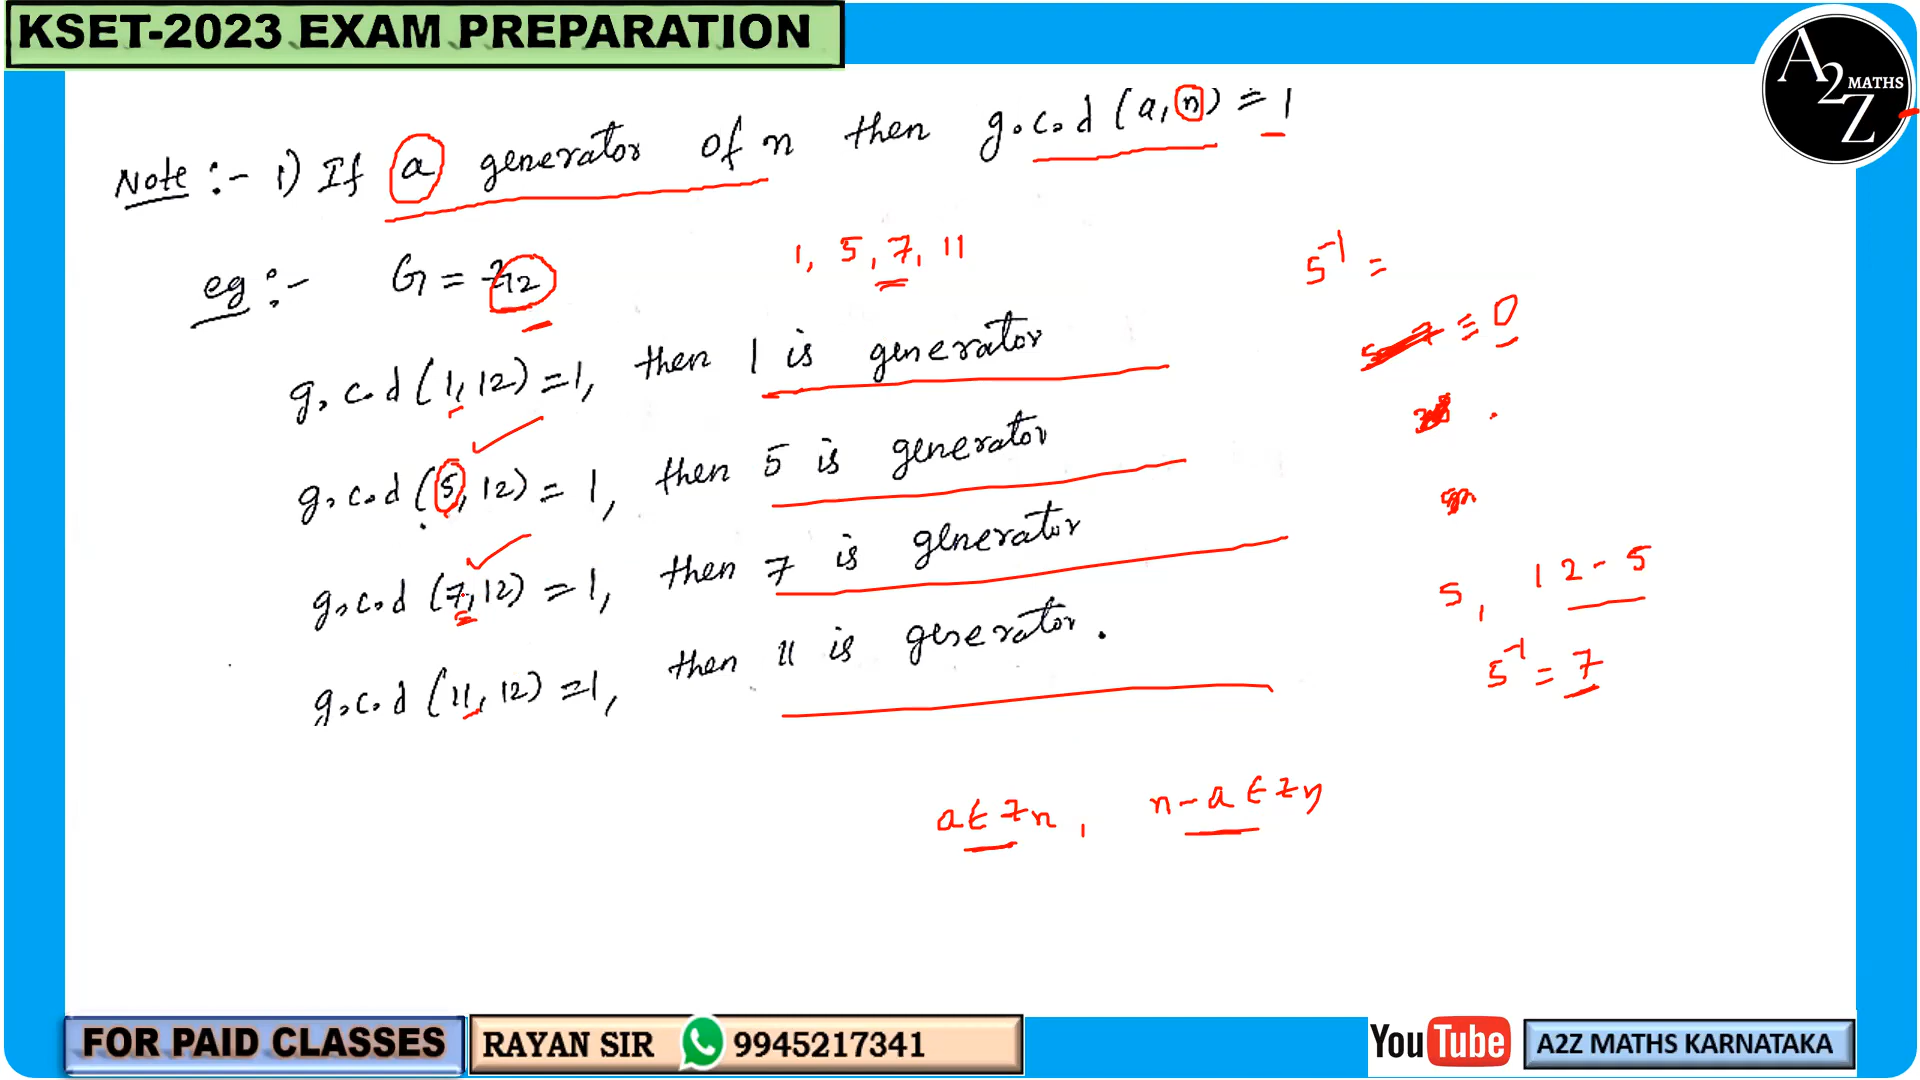 KSET-2023 EXAM PREPARATION
A2Z MATHS
Note :- 1) If a generator of n then g.c.d (a, n) = 1
eg :- G = Z12
1, 5, 7, 11
5^-1 =
≡ 0
g.c.d (1, 12) = 1, then 1 is generator
g.c.d (5, 12) = 1, then 5 is generator
g.c.d (7, 12) = 1, then 7 is generator
5, 12 - 5
g.c.d (11, 12) = 1, then 11 is generator.
5^-1 = 7
a ∈ Zn, n - a ∈ Zn
FOR PAID CLASSES
RAYAN SIR 9945217341
YouTube
A2Z MATHS KARNATAKA